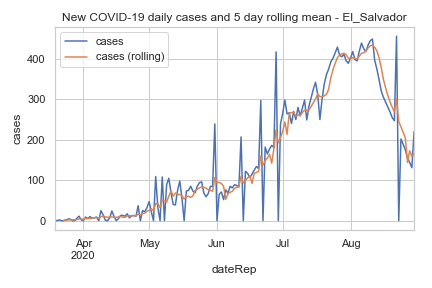 New COVID-19 daily cases and 5 day rolling mean - El_Salvador
cases
cases (rolling)
400
300
200
100
0
cases
Apr
2020
May
Jun
Jul
Aug
dateRep